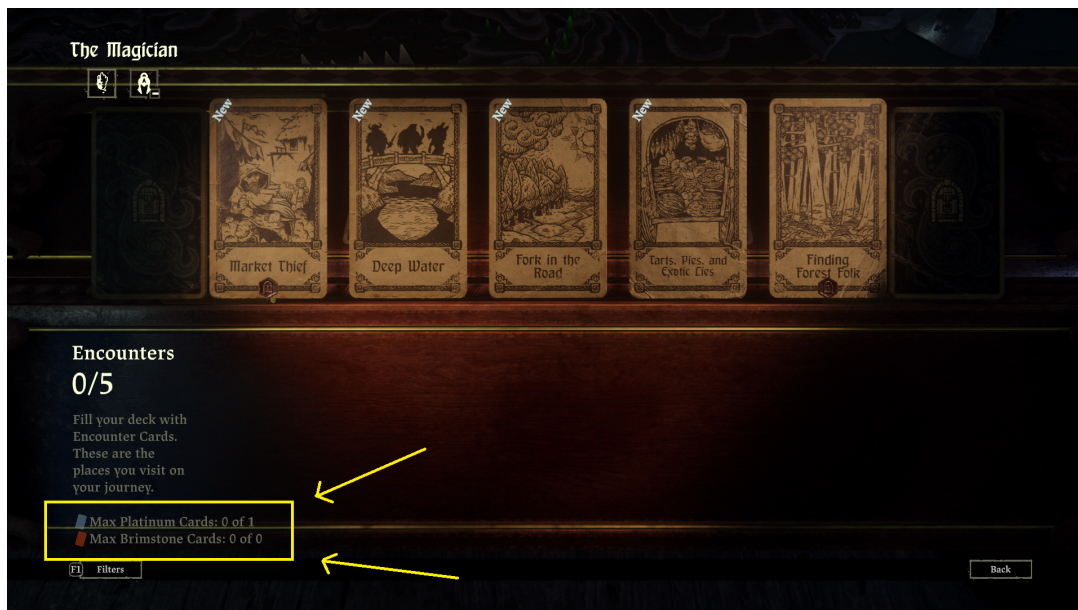 The Magician
New
New
New
New
Market Thief
Deep Water
Fork in the
Road
Tarts, Pies, and
Exotic Lies
Finding
Forest Folk
Encounters
0/5
Fill your deck with
Encounter Cards.
These are the
places you visit on
your journey.
Max Platinum Cards: 0 of 1
Max Brimstone Cards: 0 of 0
F1 Filters
Back